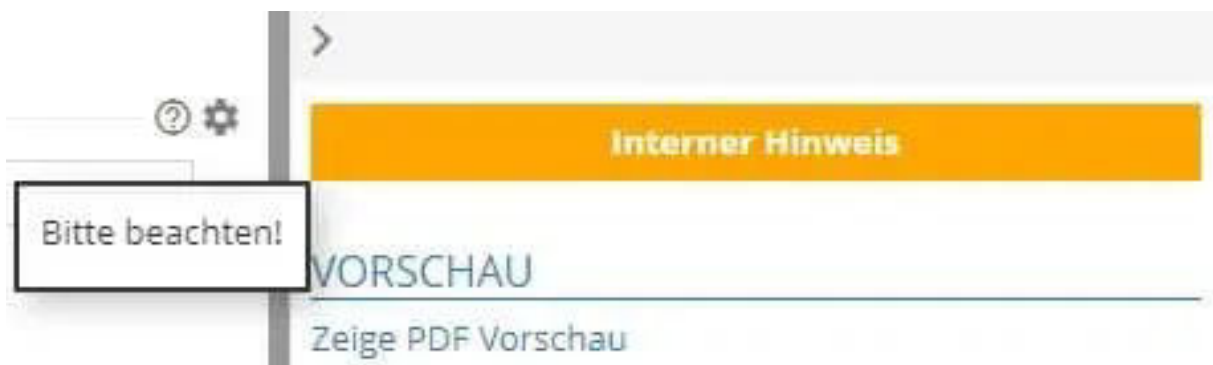 Interner Hinweis
Bitte beachten!
VORSCHAU
Zeige PDF Vorschau